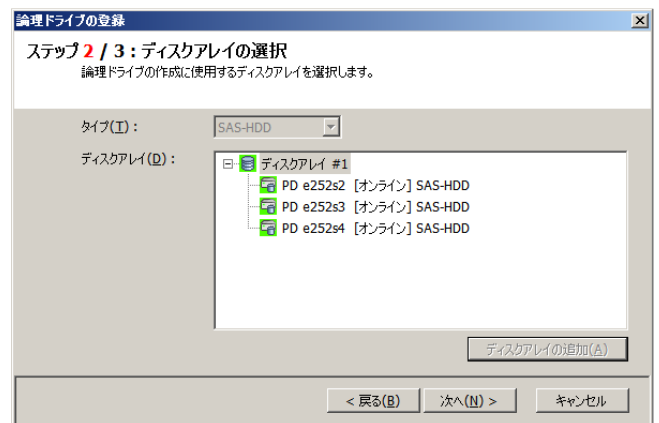 論理ドライブの登録
ステップ 2 / 3 : ディスクアレイの選択
論理ドライブの作成に使用するディスクアレイを選択します。
タイプ(T) : SAS-HDD
ディスクアレイ(D) :
ディスクアレイ #1
PD e252s2 [オンライン] SAS-HDD
PD e252s3 [オンライン] SAS-HDD
PD e252s4 [オンライン] SAS-HDD
ディスクアレイの追加(A)
< 戻る(B) 次へ(N) > キャンセル